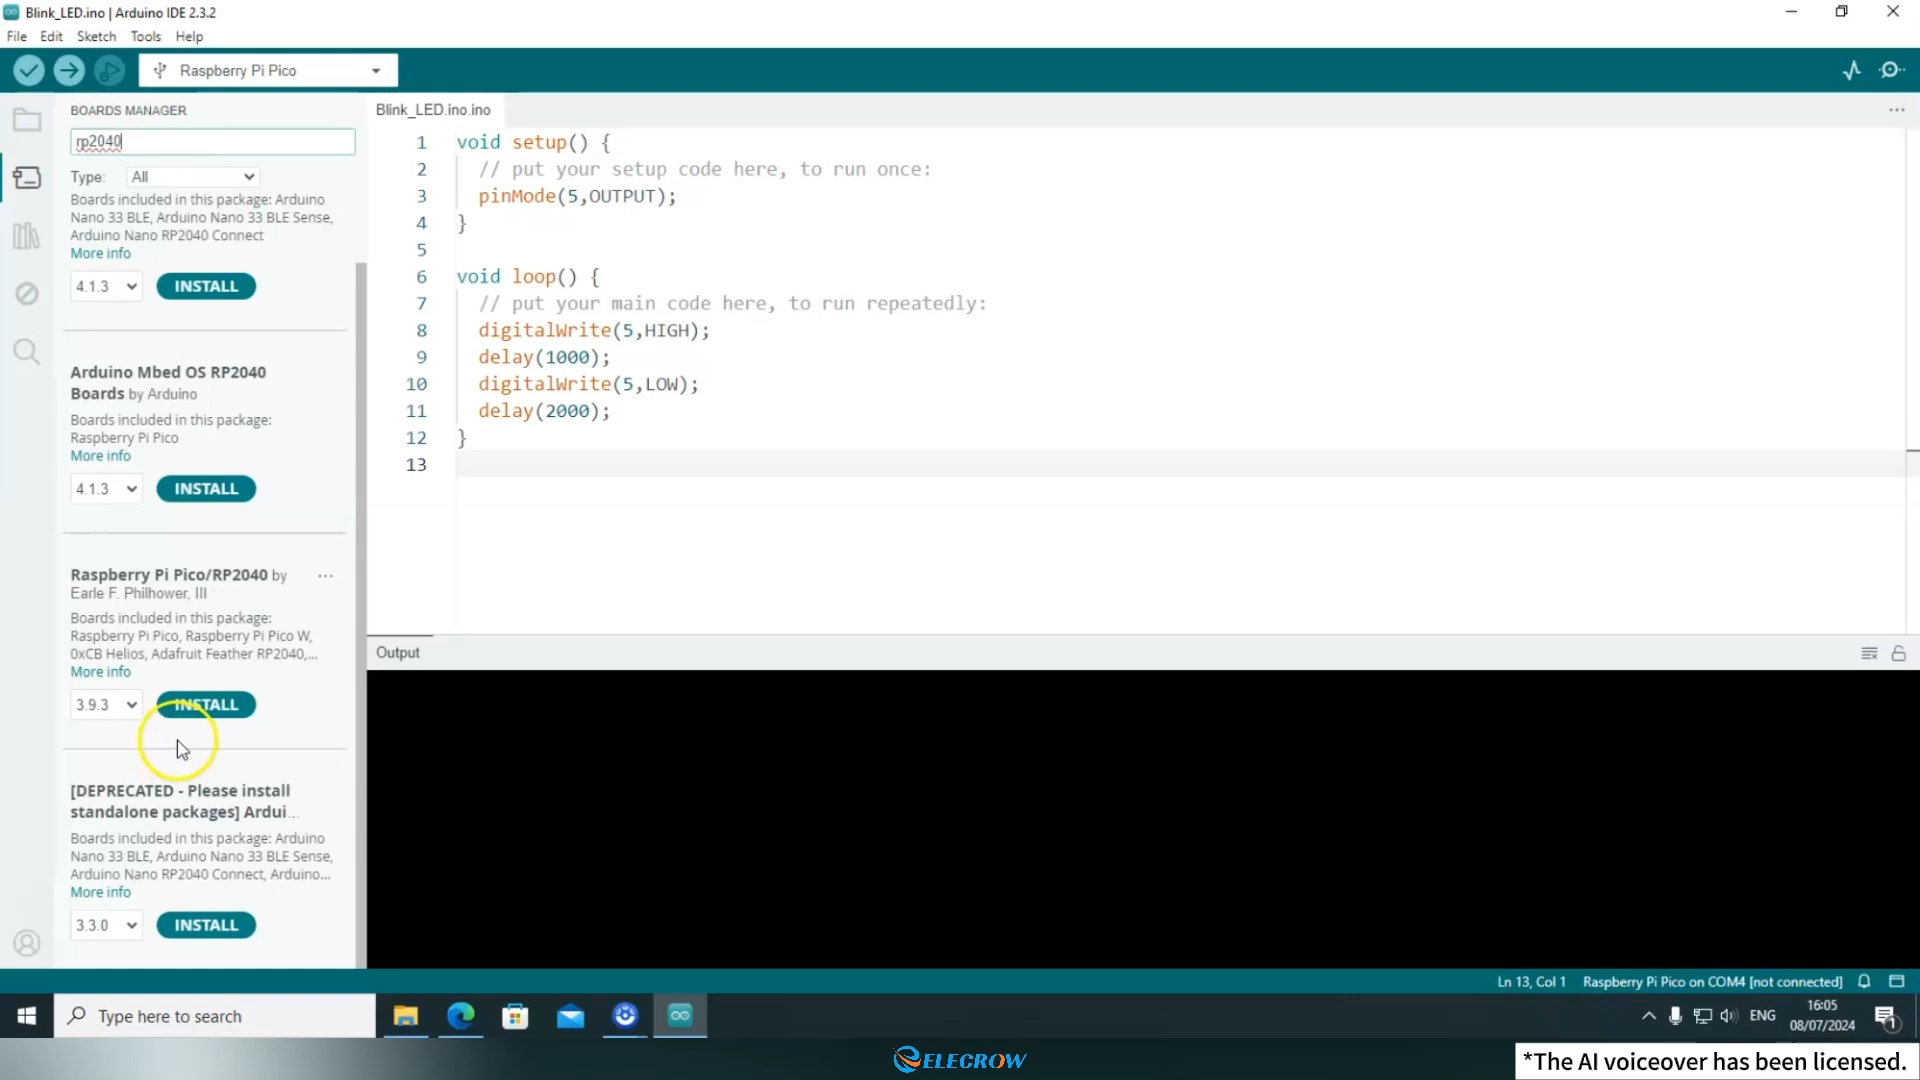 Blink_LED.ino | Arduino IDE 2.3.2
File Edit Sketch Tools Help
Raspberry Pi Pico
BOARDS MANAGER
rp2040
Type: All
Boards included in this package: Arduino
Nano 33 BLE, Arduino Nano 33 BLE Sense,
Arduino Nano RP2040 Connect
More info
4.1.3 INSTALL
Arduino Mbed OS RP2040
Boards by Arduino
Boards included in this package:
Raspberry Pi Pico
More info
4.1.3 INSTALL
Raspberry Pi Pico/RP2040 by ...
Earle F. Philhower, III
Boards included in this package:
Raspberry Pi Pico, Raspberry Pi Pico W,
0xCB Helios, Adafruit Feather RP2040,...
More info
3.9.3 INSTALL
[DEPRECATED - Please install
standalone packages] Ardui...
Boards included in this package: Arduino
Nano 33 BLE, Arduino Nano 33 BLE Sense,
Arduino Nano RP2040 Connect, Arduino...
More info
3.3.0 INSTALL
Blink_LED.ino.ino
1 void setup() {
2 // put your setup code here, to run once:
3 pinMode(5,OUTPUT);
4 }
5
6 void loop() {
7 // put your main code here, to run repeatedly:
8 digitalWrite(5,HIGH);
9 delay(1000);
10 digitalWrite(5,LOW);
11 delay(2000);
12 }
13
Output
Ln 13, Col 1 Raspberry Pi Pico on COM4 [not connected]
Type here to search
ENG
16:05
08/07/2024
1
ELECROW
*The AI voiceover has been licensed.